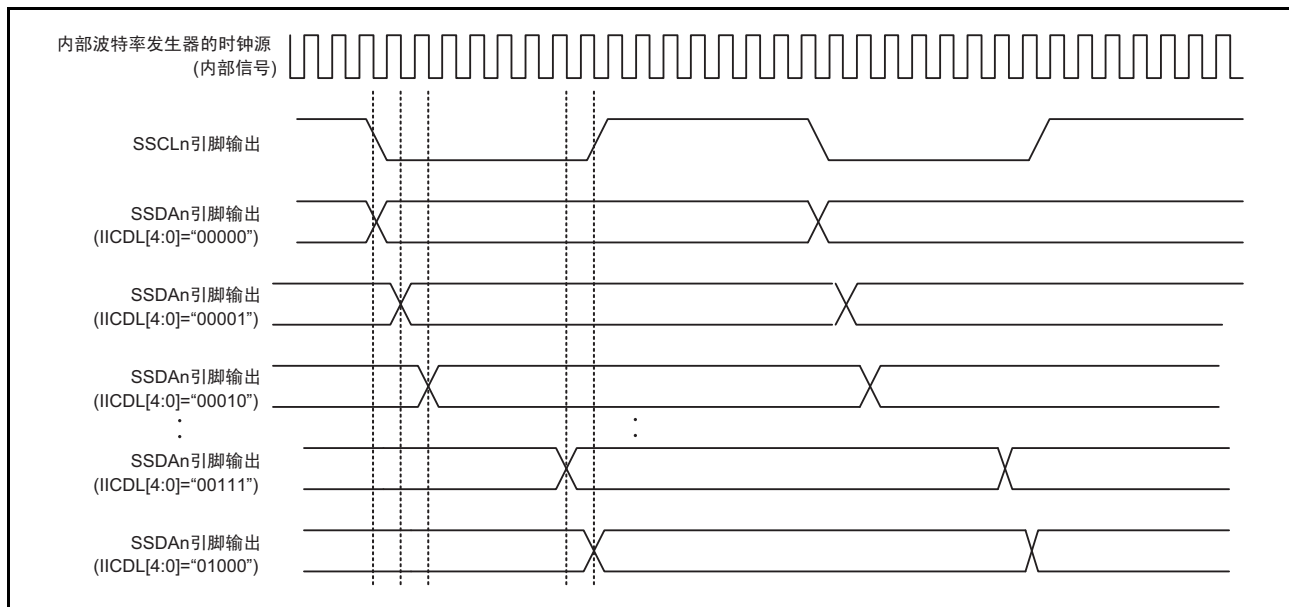 内部波特率发生器的时钟源
(内部信号)
SSCLn引脚输出
SSDAn引脚输出
(IICDL[4:0]=“00000”)
SSDAn引脚输出
(IICDL[4:0]=“00001”)
SSDAn引脚输出
(IICDL[4:0]=“00010”)
SSDAn引脚输出
(IICDL[4:0]=“00111”)
SSDAn引脚输出
(IICDL[4:0]=“01000”)